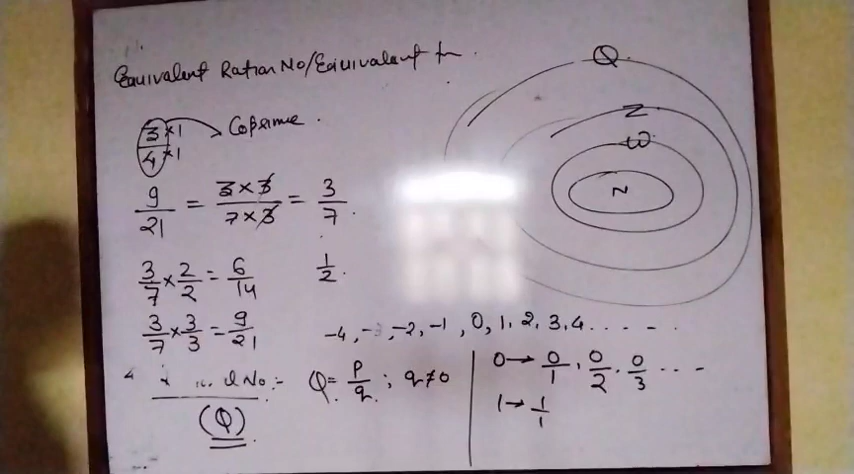 Equivalent Ration No/Equivalent fn.
3×1/4×1 → Coprime.
9/21 = 3×3/7×3 = 3/7.
3/7 × 2/2 = 6/14
1/2.
3/7 × 3/3 = 9/21
-4, -3, -2, -1, 0, 1, 2, 3, 4. . . . - - .
No :- Q = P/q ; q≠0
(Q)
0 → 0/1, 0/2, 0/3 - - -
1 → 1/1
Q
Z
W
N